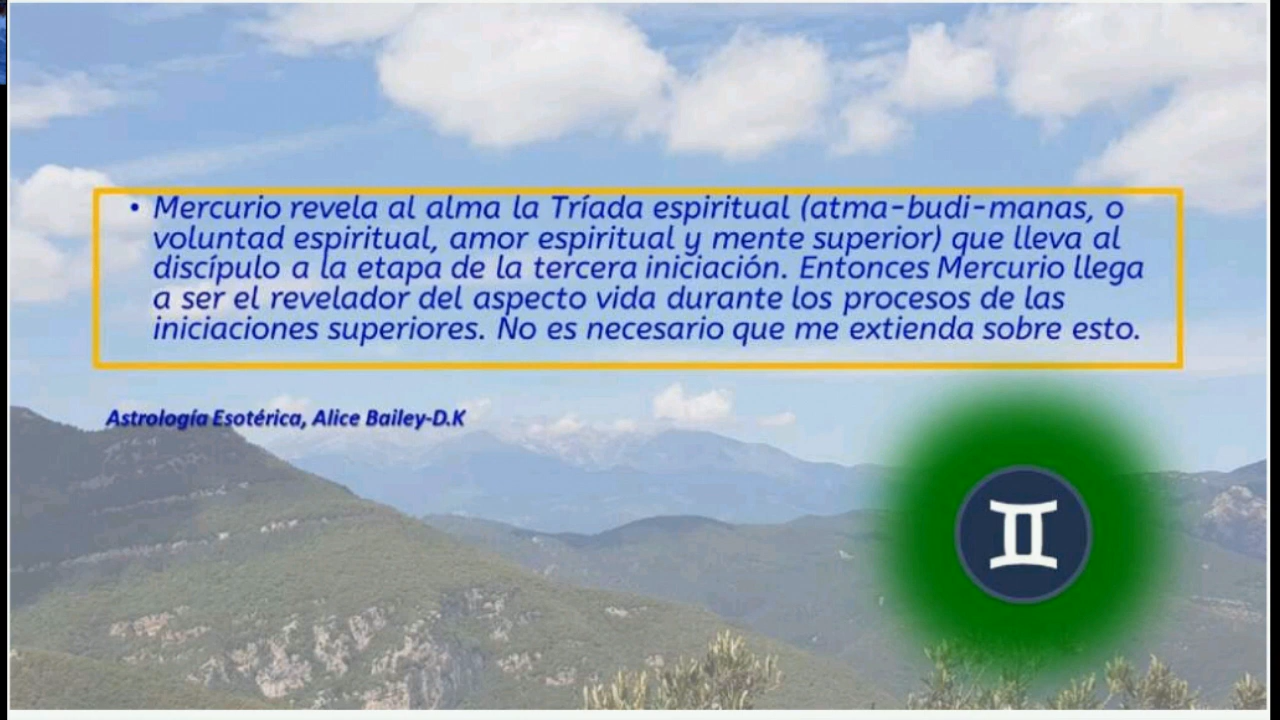 • Mercurio revela al alma la Tríada espiritual (atma-budi-manas, o
voluntad espiritual, amor espiritual y mente superior) que lleva al
discípulo a la etapa de la tercera iniciación. Entonces Mercurio llega
a ser el revelador del aspecto vida durante los procesos de las
iniciaciones superiores. No es necesario que me extienda sobre esto.
Astrología Esotérica, Alice Bailey-D.K